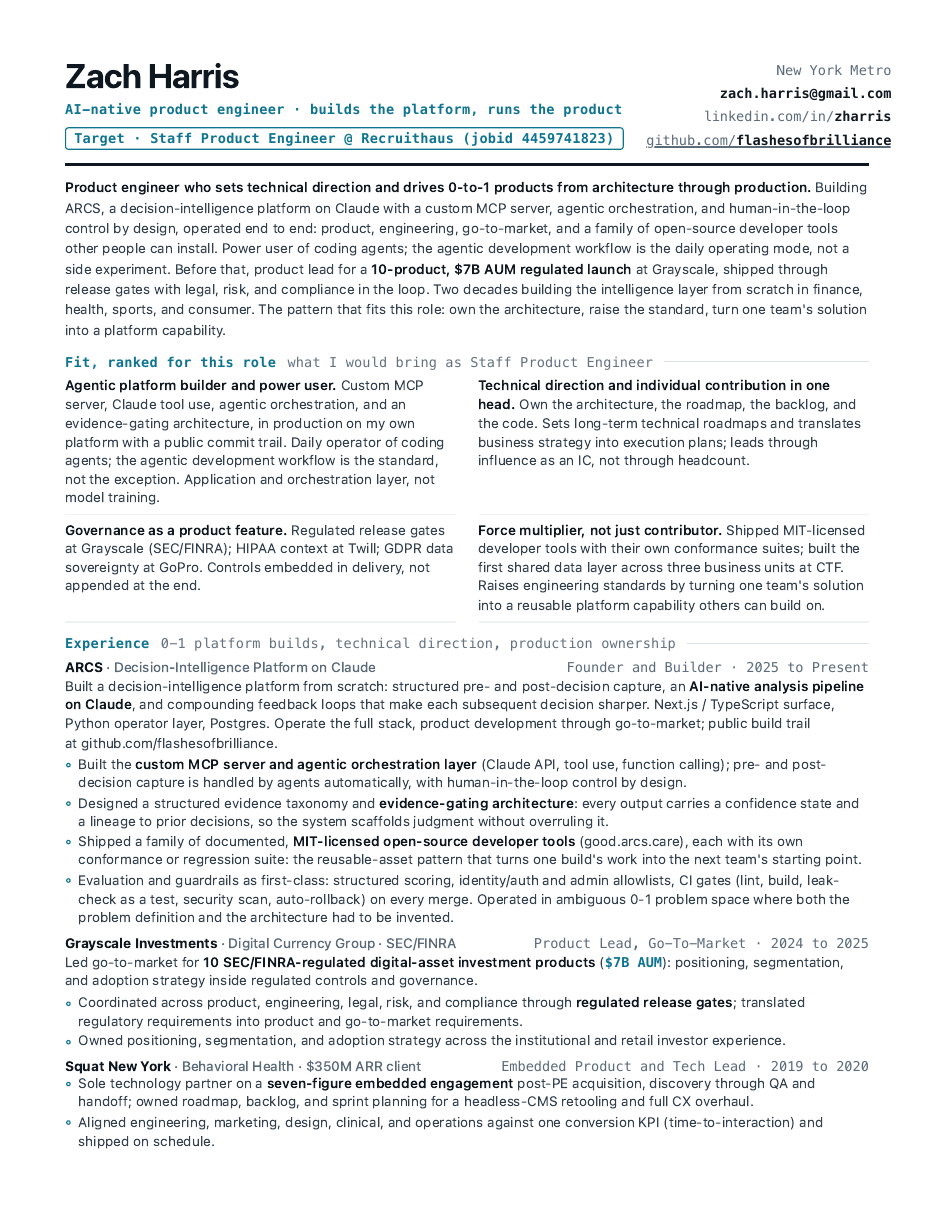 Zach Harris
AI-native product engineer · builds the platform, runs the product
Target · Staff Product Engineer @ Recruithaus (jobid 4459741823)
New York Metro
zach.harris@gmail.com
linkedin.com/in/zharris
github.com/flashesofbrilliance
Product engineer who sets technical direction and drives 0-to-1 products from architecture through production. Building
ARCS, a decision-intelligence platform on Claude with a custom MCP server, agentic orchestration, and human-in-the-loop
control by design, operated end to end: product, engineering, go-to-market, and a family of open-source developer tools
other people can install. Power user of coding agents; the agentic development workflow is the daily operating mode, not a
side experiment. Before that, product lead for a 10-product, $7B AUM regulated launch at Grayscale, shipped through
release gates with legal, risk, and compliance in the loop. Two decades building the intelligence layer from scratch in finance,
health, sports, and consumer. The pattern that fits this role: own the architecture, raise the standard, turn one team's solution
into a platform capability.
Fit, ranked for this role what I would bring as Staff Product Engineer
Agentic platform builder and power user. Custom MCP
server, Claude tool use, agentic orchestration, and an
evidence-gating architecture, in production on my own
platform with a public commit trail. Daily operator of coding
agents; the agentic development workflow is the standard,
not the exception. Application and orchestration layer, not
model training.
Technical direction and individual contribution in one
head. Own the architecture, the roadmap, the backlog, and
the code. Sets long-term technical roadmaps and translates
business strategy into execution plans; leads through
influence as an IC, not through headcount.
Governance as a product feature. Regulated release gates
at Grayscale (SEC/FINRA); HIPAA context at Twill; GDPR data
sovereignty at GoPro. Controls embedded in delivery, not
appended at the end.
Force multiplier, not just contributor. Shipped MIT-licensed
developer tools with their own conformance suites; built the
first shared data layer across three business units at CTF.
Raises engineering standards by turning one team's solution
into a reusable platform capability others can build on.
Experience 0-1 platform builds, technical direction, production ownership
ARCS · Decision-Intelligence Platform on Claude Founder and Builder · 2025 to Present
Built a decision-intelligence platform from scratch: structured pre- and post-decision capture, an AI-native analysis pipeline
on Claude, and compounding feedback loops that make each subsequent decision sharper. Next.js / TypeScript surface,
Python operator layer, Postgres. Operate the full stack, product development through go-to-market; public build trail
at github.com/flashesofbrilliance.
Built the custom MCP server and agentic orchestration layer (Claude API, tool use, function calling); pre- and post-
decision capture is handled by agents automatically, with human-in-the-loop control by design.
Designed a structured evidence taxonomy and evidence-gating architecture: every output carries a confidence state and
a lineage to prior decisions, so the system scaffolds judgment without overruling it.
Shipped a family of documented, MIT-licensed open-source developer tools (good.arcs.care), each with its own
conformance or regression suite: the reusable-asset pattern that turns one build's work into the next team's starting point.
Evaluation and guardrails as first-class: structured scoring, identity/auth and admin allowlists, CI gates (lint, build, leak-
check as a test, security scan, auto-rollback) on every merge. Operated in ambiguous 0-1 problem space where both the
problem definition and the architecture had to be invented.
Grayscale Investments · Digital Currency Group · SEC/FINRA Product Lead, Go-To-Market · 2024 to 2025
Led go-to-market for 10 SEC/FINRA-regulated digital-asset investment products ($7B AUM): positioning, segmentation,
and adoption strategy inside regulated controls and governance.
Coordinated across product, engineering, legal, risk, and compliance through regulated release gates; translated
regulatory requirements into product and go-to-market requirements.
Owned positioning, segmentation, and adoption strategy across the institutional and retail investor experience.
Squat New York · Behavioral Health · $350M ARR client Embedded Product and Tech Lead · 2019 to 2020
Sole technology partner on a seven-figure embedded engagement post-PE acquisition, discovery through QA and
handoff; owned roadmap, backlog, and sprint planning for a headless-CMS retooling and full CX overhaul.
Aligned engineering, marketing, design, clinical, and operations against one conversion KPI (time-to-interaction) and
shipped on schedule.